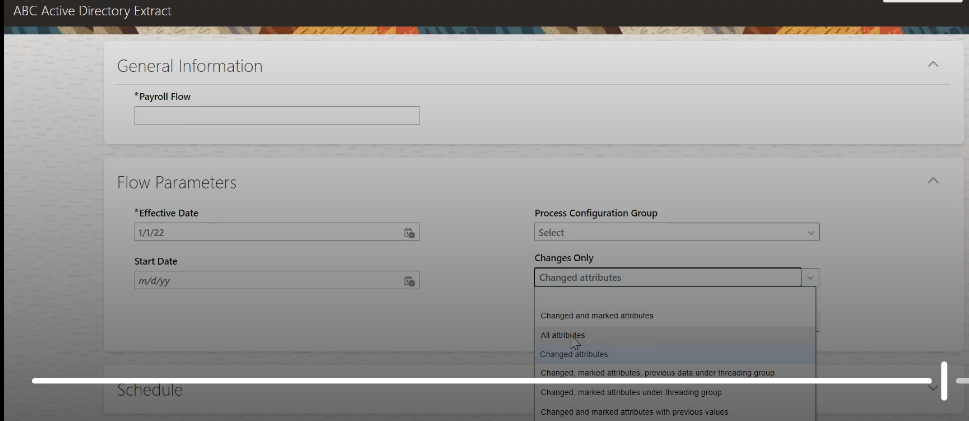 ABC Active Directory Extract
General Information
*Payroll Flow
Flow Parameters
*Effective Date
1/1/22
Start Date
m/d/yy
Process Configuration Group
Select
Changes Only
Changed attributes
Changed and marked attributes
All attributes
Changed attributes
Changed, marked attributes, previous data under threading group
Changed, marked attributes under threading group
Changed and marked attributes with previous values
Schedule